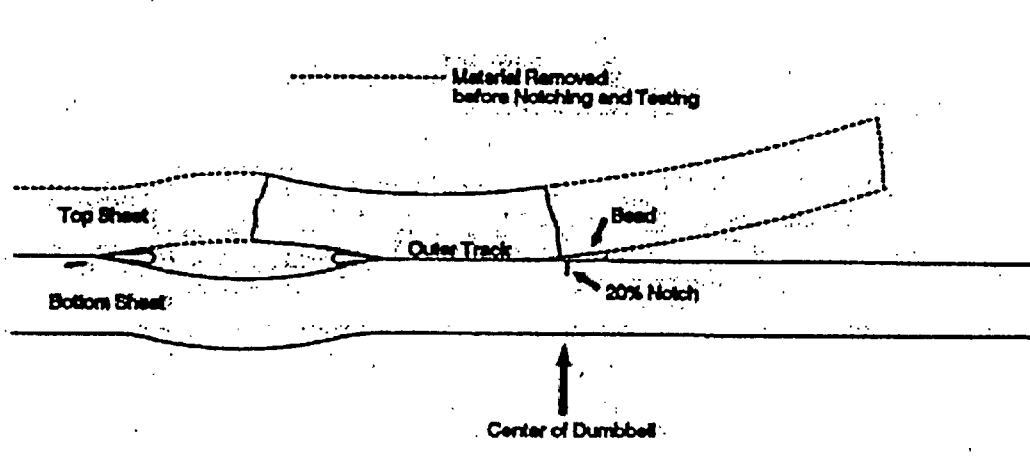 Material Removed
before Notching and Testing
Top Sheet
Bead
Outer Track
20% Notch
Bottom Sheet
Center of Dumbbell